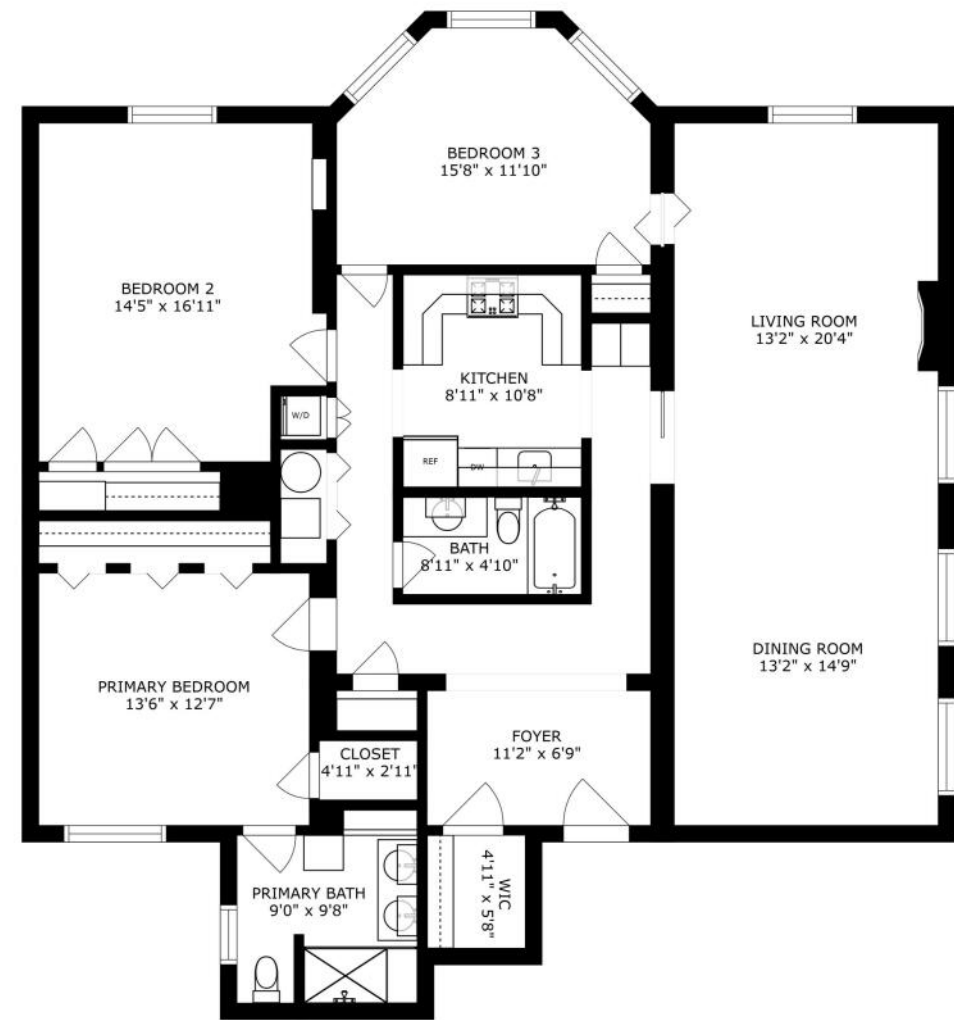 BEDROOM 3
15'8" x 11'10"
BEDROOM 2
14'5" x 16'11"
LIVING ROOM
13'2" x 20'4"
KITCHEN
8'11" x 10'8"
W/D
REF
DW
BATH
8'11" x 4'10"
DINING ROOM
13'2" x 14'9"
PRIMARY BEDROOM
13'6" x 12'7"
FOYER
11'2" x 6'9"
CLOSET
4'11" x 2'11"
PRIMARY BATH
9'0" x 9'8"
WIC
4'11" x 5'8"